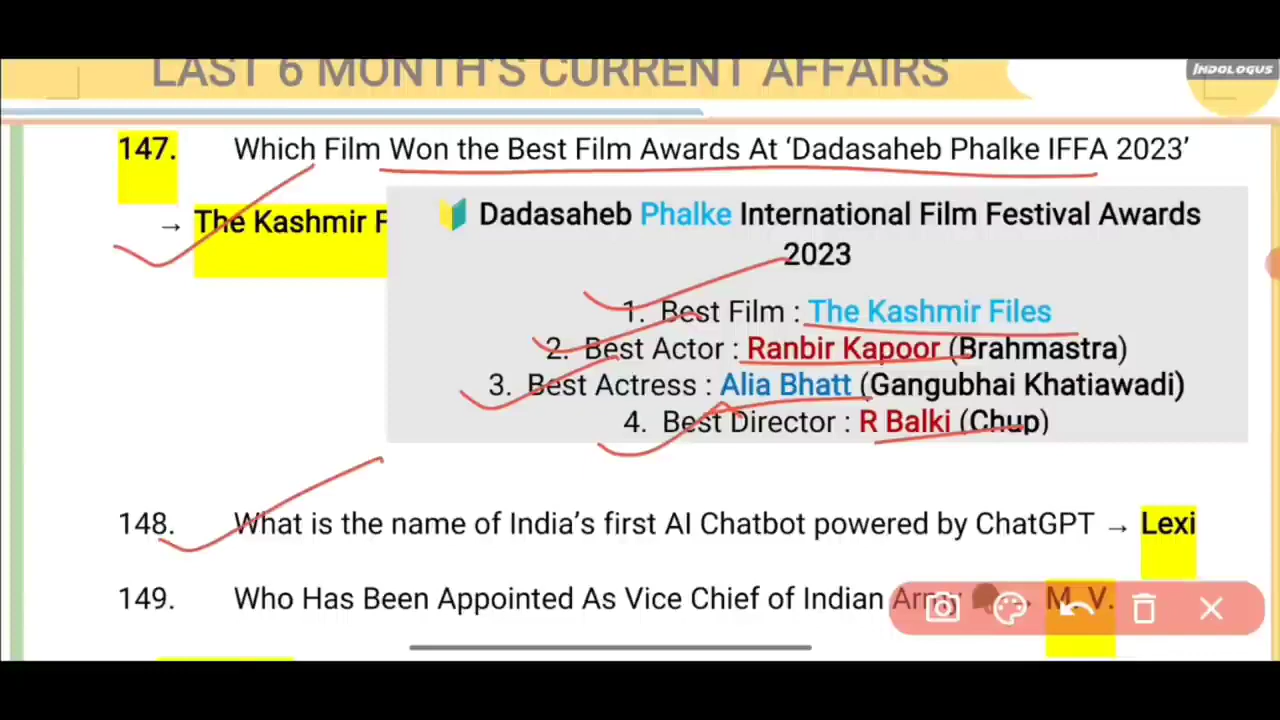 LAST 6 MONTH'S CURRENT AFFAIRS
INDOLOGUS
147. Which Film Won the Best Film Awards At ‘Dadasaheb Phalke IFFA 2023’
→ The Kashmir F
Dadasaheb Phalke International Film Festival Awards
2023
1. Best Film : The Kashmir Files
2. Best Actor : Ranbir Kapoor (Brahmastra)
3. Best Actress : Alia Bhatt (Gangubhai Khatiawadi)
4. Best Director : R Balki (Chup)
148. What is the name of India’s first AI Chatbot powered by ChatGPT → Lexi
149. Who Has Been Appointed As Vice Chief of Indian Army → M. V.